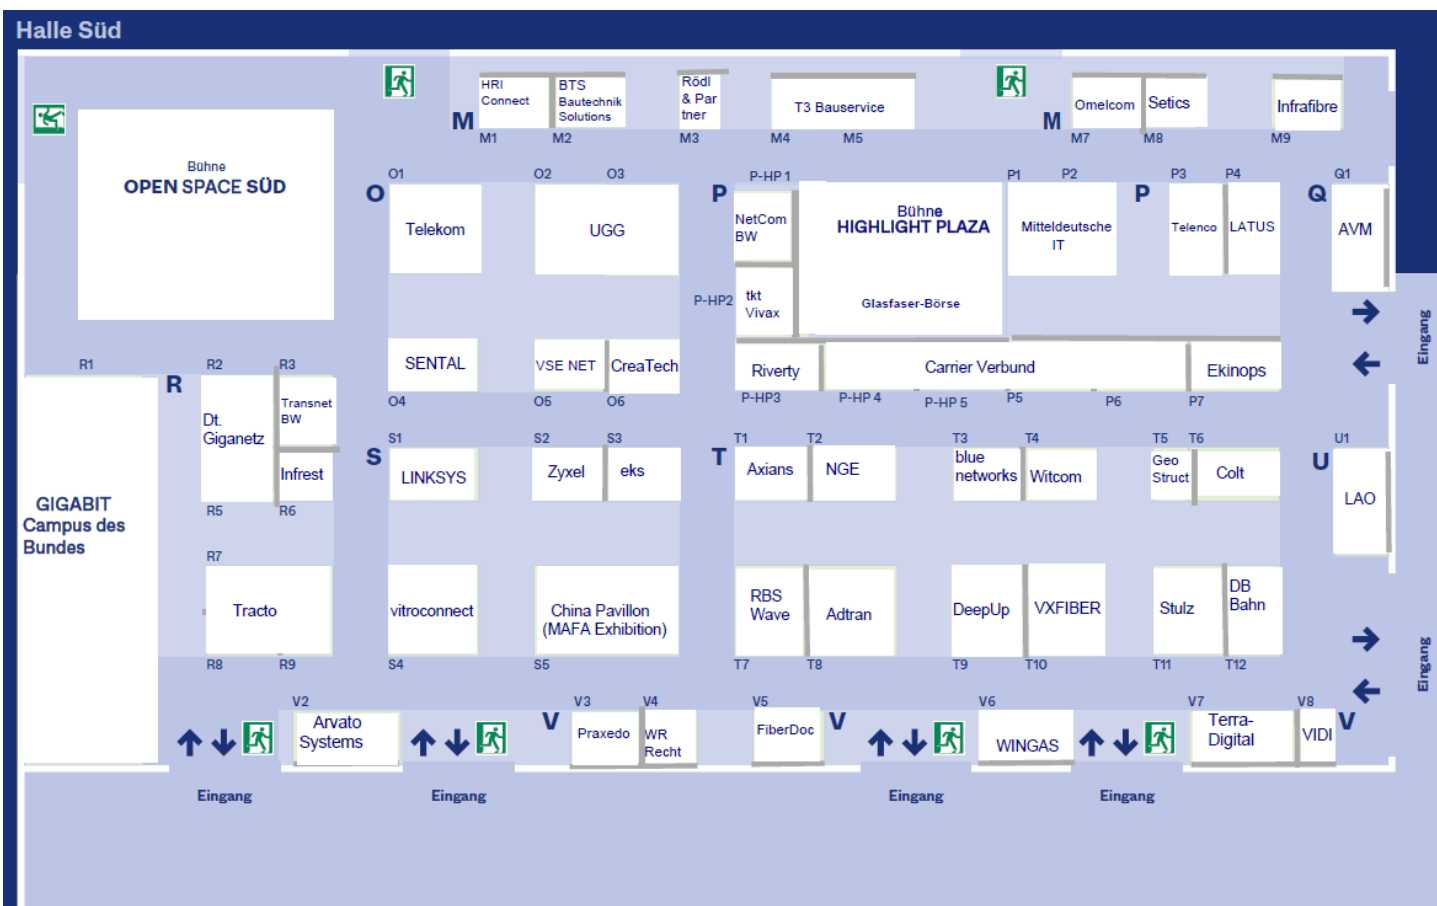 Halle Süd
HRI
Connect
BTS
Bautechnik
Solutions
Rödl
& Par
tner
T3 Bauservice
Omelcom
Setics
Infrafibre
M
M
M1
M2
M3
M4
M5
M7
M8
M9
Bühne
OPEN SPACE SÜD
O
O1
O2
O3
Telekom
UGG
P
P-HP 1
NetCom
BW
Bühne
HIGHLIGHT PLAZA
Glasfaser-Börse
P1
P2
Mitteldeutsche
IT
P
P3
P4
Telenco
LATUS
Q
Q1
AVM
P-HP2
tkt
Vivax
Eingang
SENTAL
VSE NET
CreaTech
Riverty
Carrier Verbund
Ekinops
O4
O5
O6
P-HP3
P-HP 4
P-HP 5
P5
P6
P7
R1
R
R2
R3
Dt.
Giganetz
Transnet
BW
Infrest
R5
R6
GIGABIT
Campus des
Bundes
S
S1
S2
S3
LINKSYS
Zyxel
eks
T
T1
T2
T3
T4
T5
T6
Axians
NGE
blue
networks
Witcom
Geo
Struct
Colt
U
U1
LAO
R7
Tracto
vitroconnect
China Pavillon
(MAFA Exhibition)
RBS
Wave
Adtran
DeepUp
VXFIBER
Stulz
DB
Bahn
R8
R9
S4
S5
T7
T8
T9
T10
T11
T12
Eingang
V2
Arvato
Systems
V
V3
V4
Praxedo
WR
Recht
V5
FiberDoc
V
V6
WINGAS
V7
V8
Terra-
Digital
VIDI
V
Eingang
Eingang
Eingang
Eingang